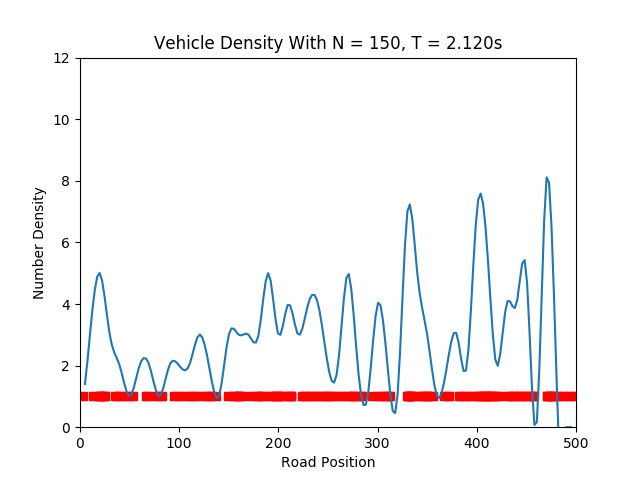 Vehicle Density With N = 150, T = 2.120s
12
10
8
6
4
2
0
Number Density
0 100 200 300 400 500
Road Position